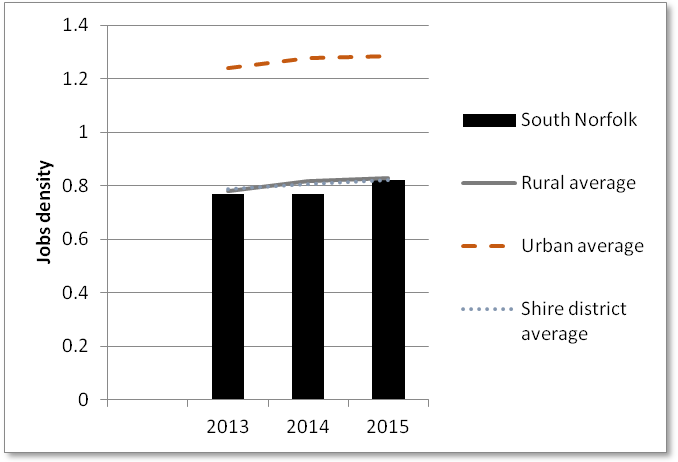 1.4
1.2
1
0.8
0.6
0.4
0.2
0
Jobs density
2013 2014 2015
South Norfolk
Rural average
Urban average
Shire district
average